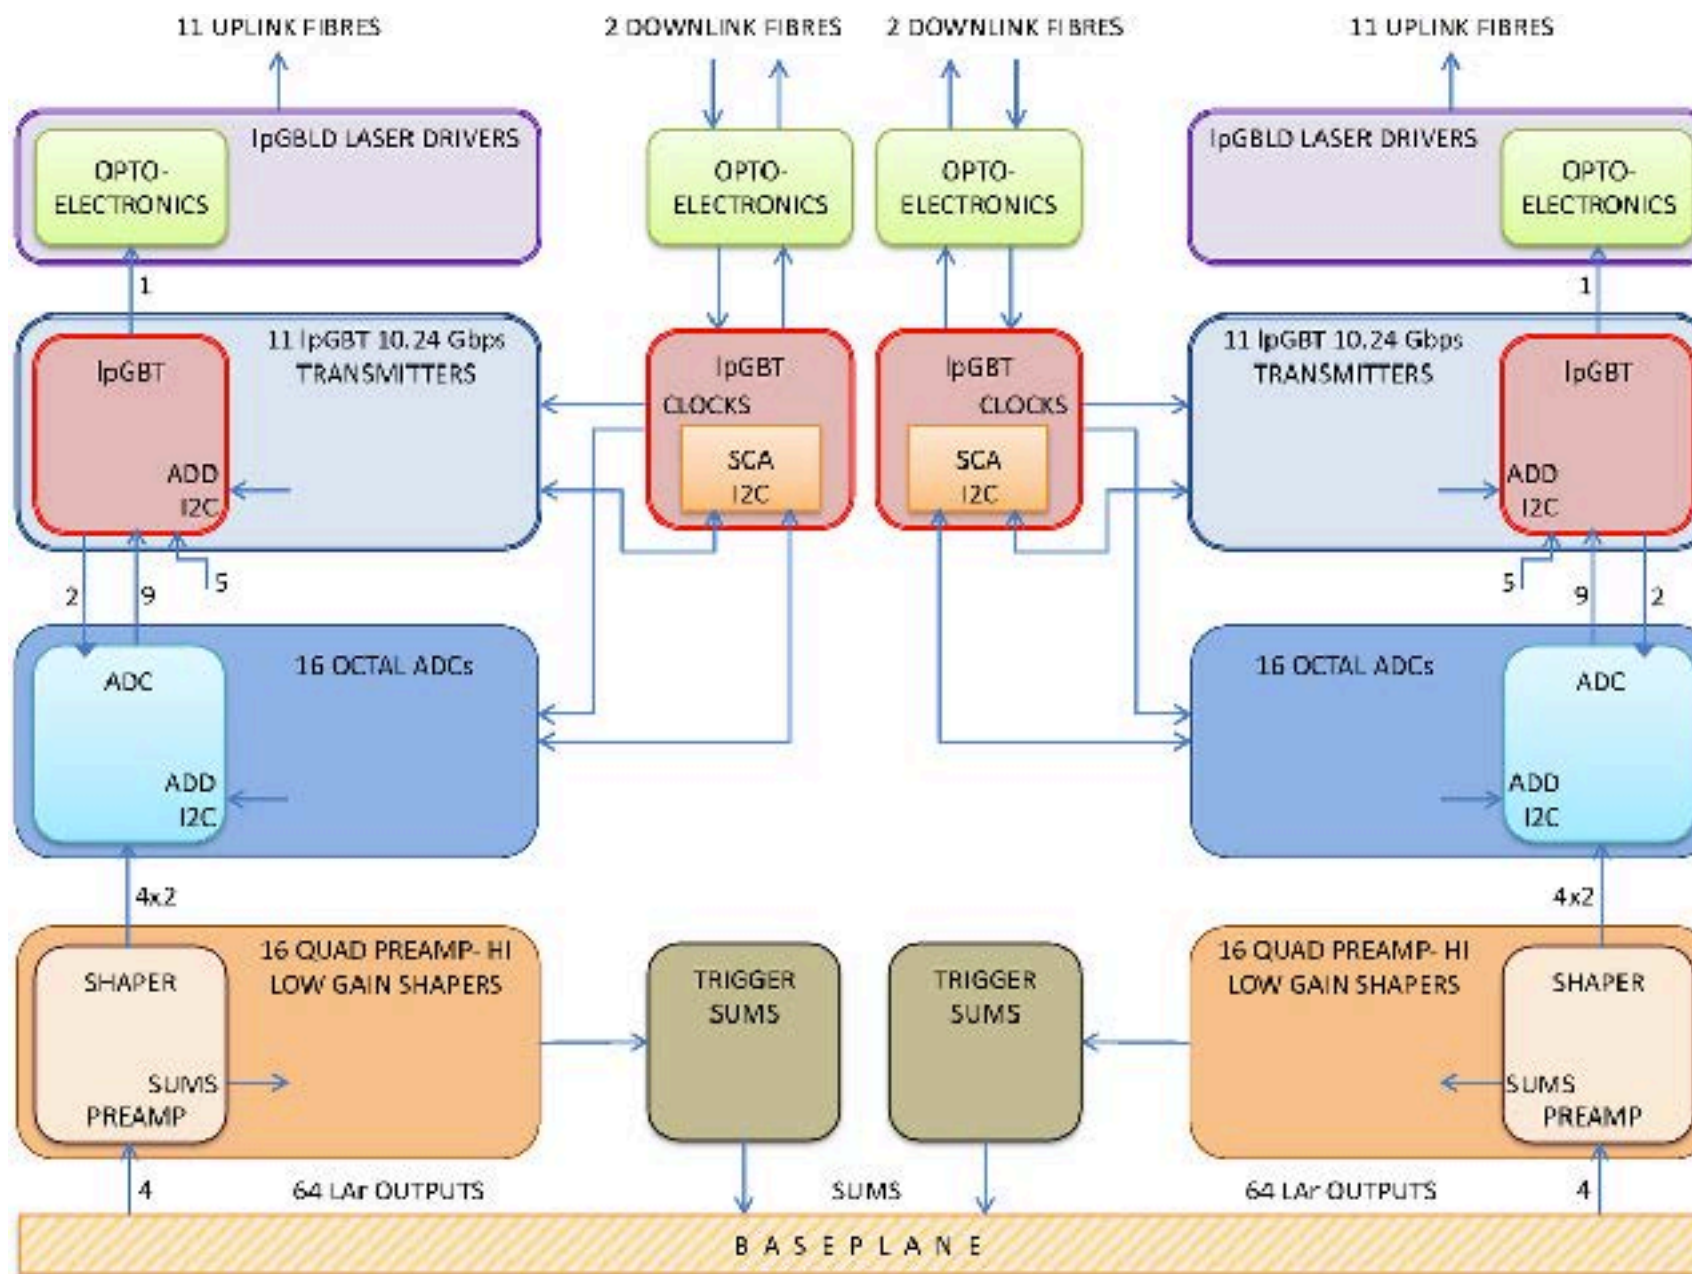 11 UPLINK FIBRES
2 DOWNLINK FIBRES
2 DOWNLINK FIBRES
11 UPLINK FIBRES
lpGBLD LASER DRIVERS
OPTO-
ELECTRONICS
OPTO-
ELECTRONICS
OPTO-
ELECTRONICS
lpGBLD LASER DRIVERS
OPTO-
ELECTRONICS
1
1
11 lpGBT 10.24 Gbps
TRANSMITTERS
lpGBT
ADD
I2C
lpGBT
CLOCKS
SCA
I2C
lpGBT
CLOCKS
SCA
I2C
11 lpGBT 10.24 Gbps
TRANSMITTERS
lpGBT
ADD
I2C
2
9
5
5
9
2
16 OCTAL ADCs
ADC
ADD
I2C
16 OCTAL ADCs
ADC
ADD
I2C
4x2
4x2
16 QUAD PREAMP- HI
LOW GAIN SHAPERS
SHAPER
SUMS
PREAMP
TRIGGER
SUMS
TRIGGER
SUMS
16 QUAD PREAMP- HI
LOW GAIN SHAPERS
SHAPER
SUMS
PREAMP
4
64 LAr OUTPUTS
SUMS
64 LAr OUTPUTS
4
BASEPLANE